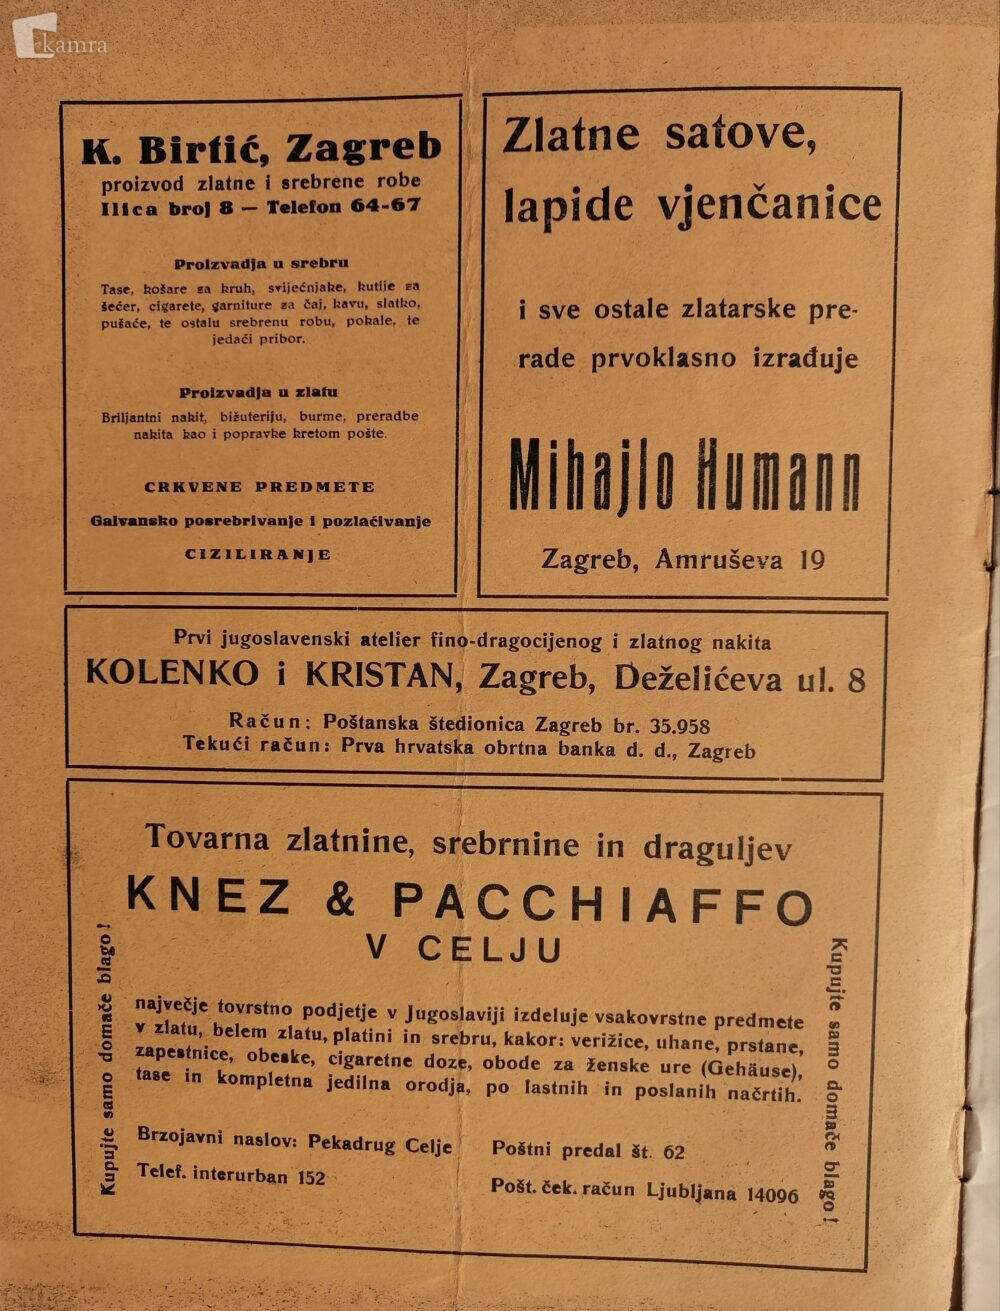 kamra
K. Birtić, Zagreb
proizvod zlatne i srebrene robe
Ilica broj 8 — Telefon 64-67
Proizvadja u srebru
Tase, košare za kruh, svijećnjake, kutije za
šećer, cigarete, garniture za čaj, kavu, slatko,
pušaće, te ostalu srebrenu robu, pokale, te
jedaći pribor.
Proizvadja u zlatu
Briljantni nakit, bižuteriju, burme, preradbe
nakita kao i popravke kretom pošte.
CRKVENE PREDMETE
Galvansko posrebrivanje i pozlaćivanje
CIZILIRANJE
Zlatne satove,
lapide vjenčanice
i sve ostale zlatarske pre-
rade prvoklasno izrađuje
Mihajlo Humann
Zagreb, Amruševa 19
Prvi jugoslavenski atelier fino-dragocijenog i zlatnog nakita
KOLENKO i KRISTAN, Zagreb, Deželićeva ul. 8
Račun: Poštanska štedionica Zagreb br. 35.958
Tekući račun: Prva hrvatska obrtna banka d. d., Zagreb
Tovarna zlatnine, srebrnine in draguljev
KNEZ & PACCHIAFFO
V CELJU
Kupujte samo domače blago!
največje tovrstno podjetje v Jugoslaviji izdeluje vsakovrstne predmete
v zlatu, belem zlatu, platini in srebru, kakor: verižice, uhane, prstane,
zapestnice, obeske, cigaretne doze, obode za ženske ure (Gehäuse),
tase in kompletna jedilna orodja, po lastnih in poslanih načrtih.
Brzojavni naslov: Pekadrug Celje
Telef. interurban 152
Poštni predal št. 62
Pošt. ček. račun Ljubljana 14096
Kupujte samo domače blago!